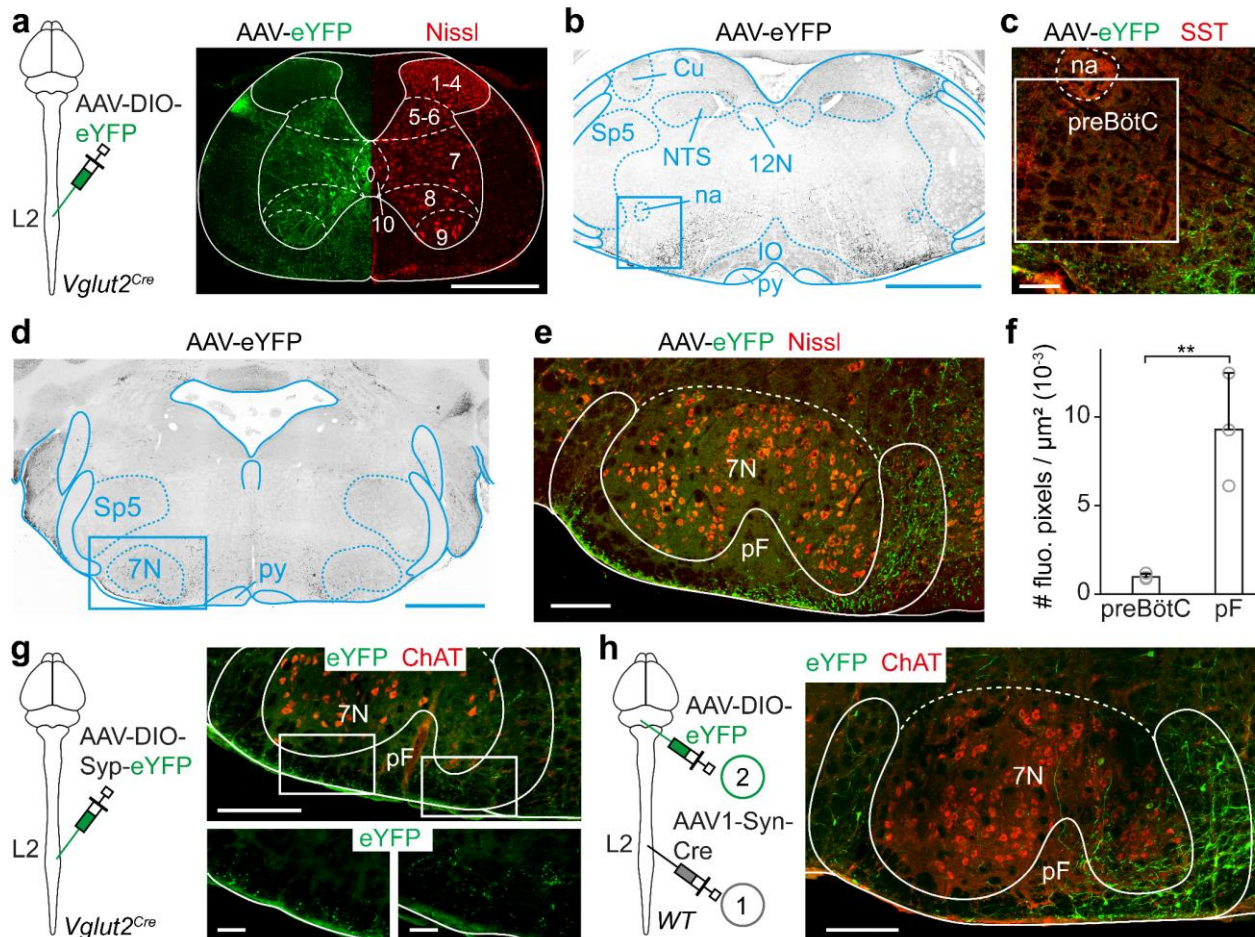 a
AAV-DIO-
eYFP
L2
Vglut2Cre
AAV-eYFP Nissl
1-4
5-6
7
8
9
10
b
AAV-eYFP
Cu
Sp5
NTS
12N
na
IO
py
c
AAV-eYFP SST
na
preBötC
d
AAV-eYFP
Sp5
7N
py
e
AAV-eYFP Nissl
7N
pF
f
**
# fluo. pixels / µm² (10-3)
10
5
0
preBötC pF
g
AAV-DIO-
Syp-eYFP
L2
Vglut2Cre
eYFP ChAT
7N
pF
eYFP
h
AAV-DIO-
eYFP
2
AAV1-Syn-
Cre
L2
1
WT
eYFP ChAT
7N
pF